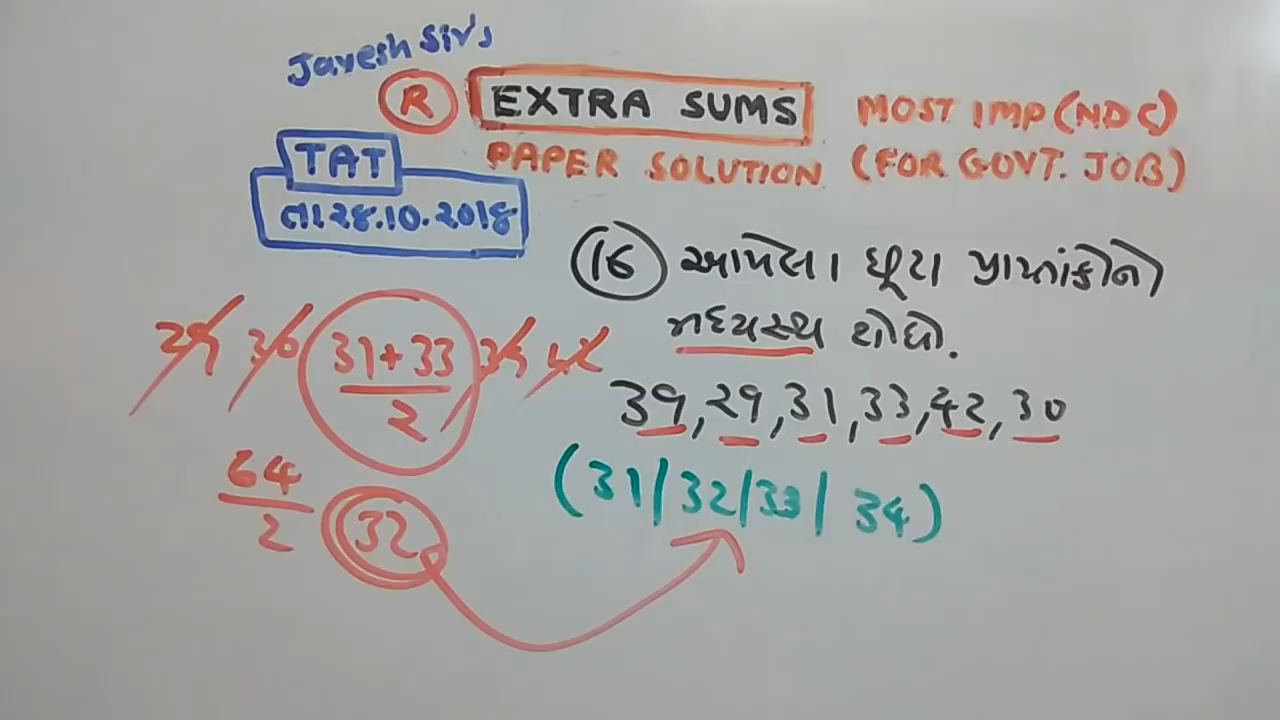 Jayesh Sir's
R EXTRA SUMS MOST IMP (NDC)
TAT PAPER SOLUTION (FOR GOVT. JOB)
તા૨૮.10.૨૦૧૮
16 આપેલા છૂટા પ્રાપ્તાંકોનો
મધ્યસ્થ શોધો.
39, 29, 31, 33, 42, 30
29 30 31+33 39 42
2
(31/32/33/ 34)
64
2 32